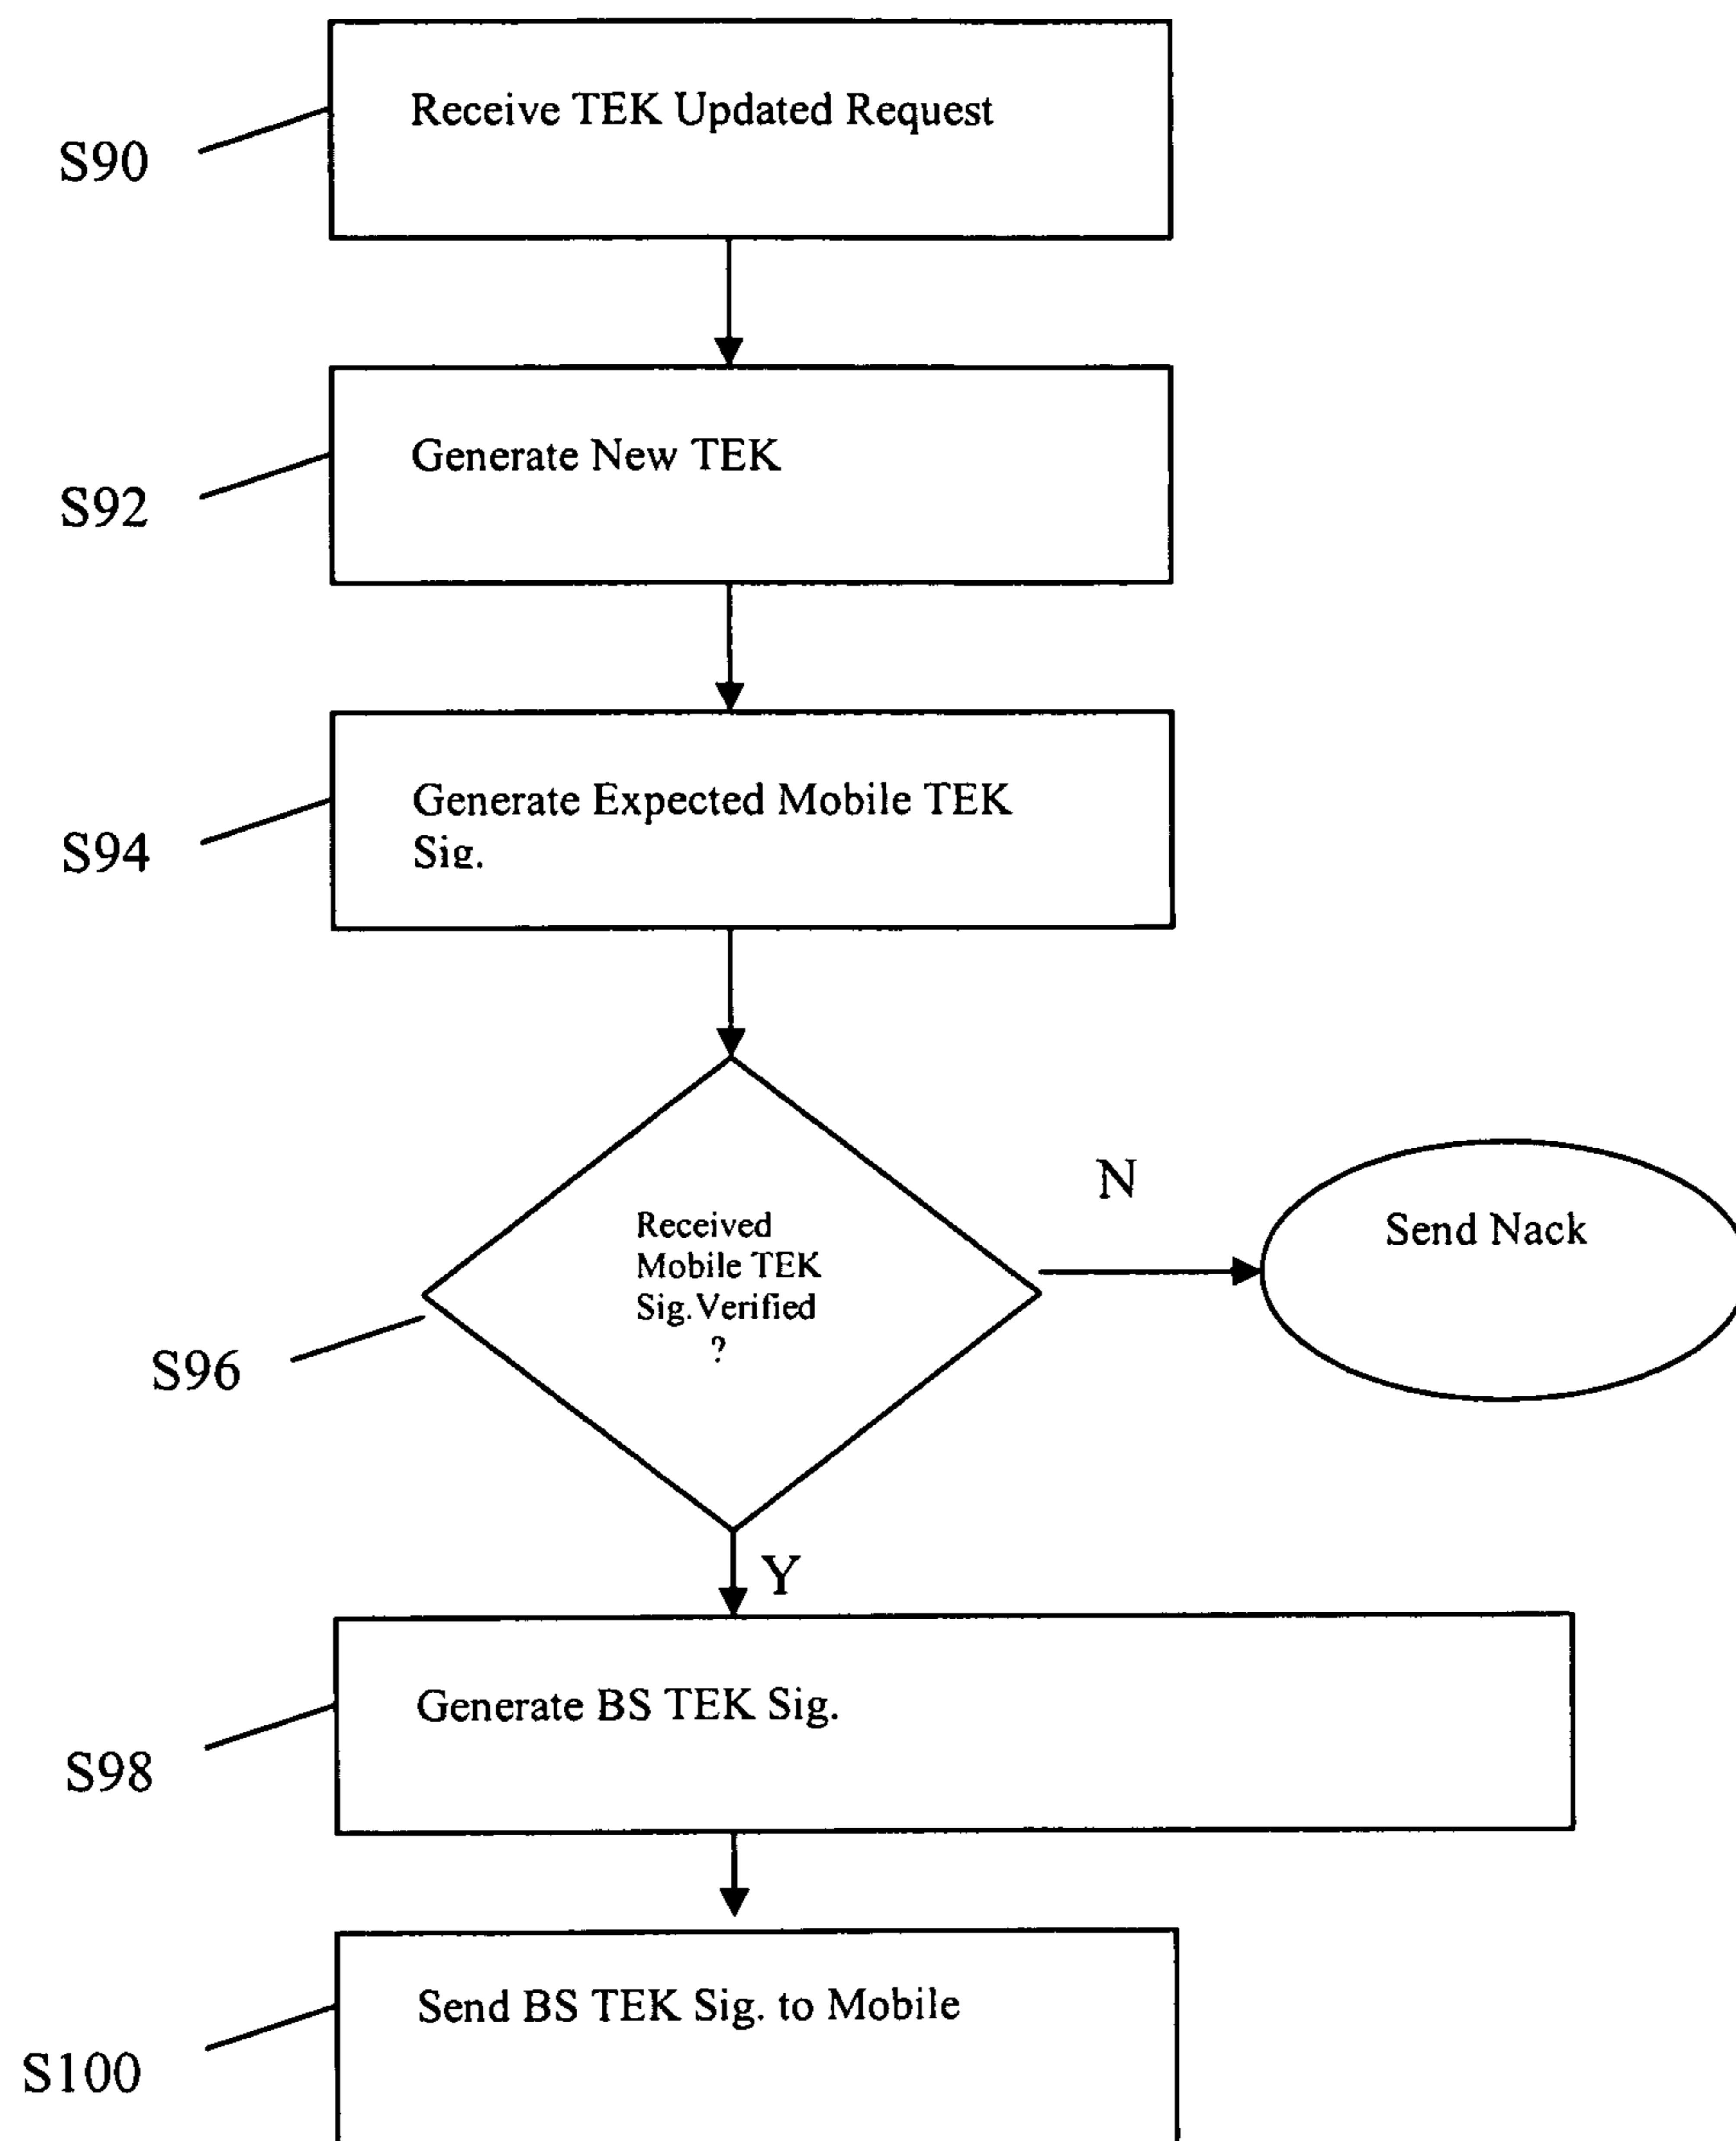 Receive TEK Updated Request
S90
Generate New TEK
S92
Generate Expected Mobile TEK
Sig.
S94
N
Send Nack
Received
Mobile TEK
Sig.Verified
?
S96
Y
Generate BS TEK Sig.
S98
Send BS TEK Sig. to Mobile
S100